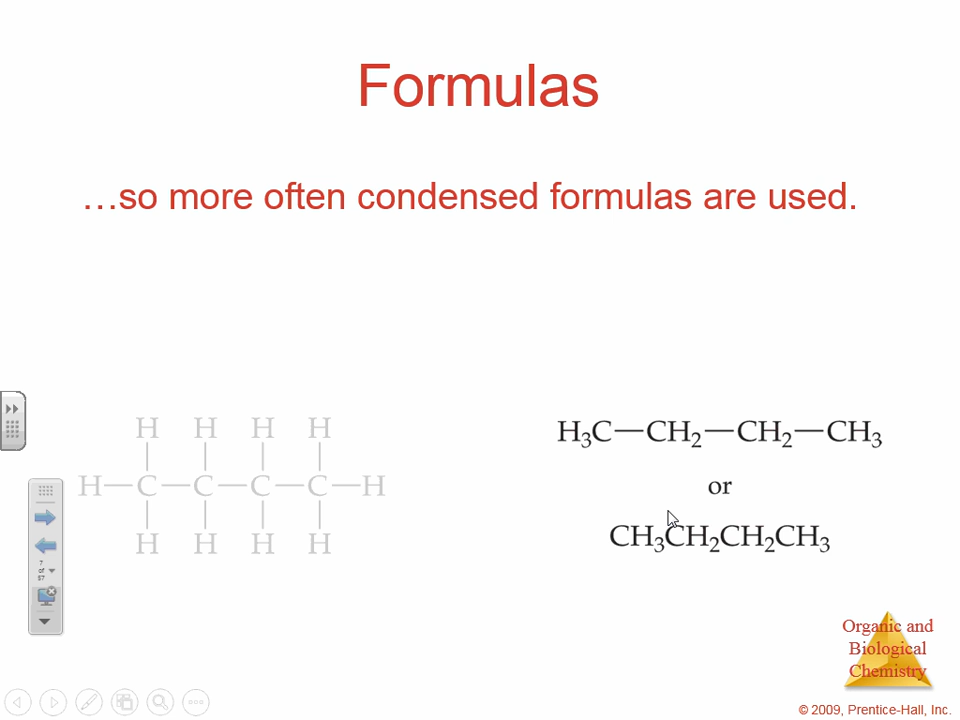 Formulas
…so more often condensed formulas are used.
H H H H
H—C—C—C—C—H
H H H H
H₃C—CH₂—CH₂—CH₃
or
CH₃CH₂CH₂CH₃
of
Organic and
Biological
Chemistry
© 2009, Prentice-Hall, Inc.